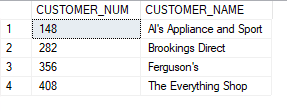 CUSTOMER_NUM CUSTOMER_NAME
1 148 Al's Appliance and Sport
2 282 Brookings Direct
3 356 Ferguson's
4 408 The Everything Shop